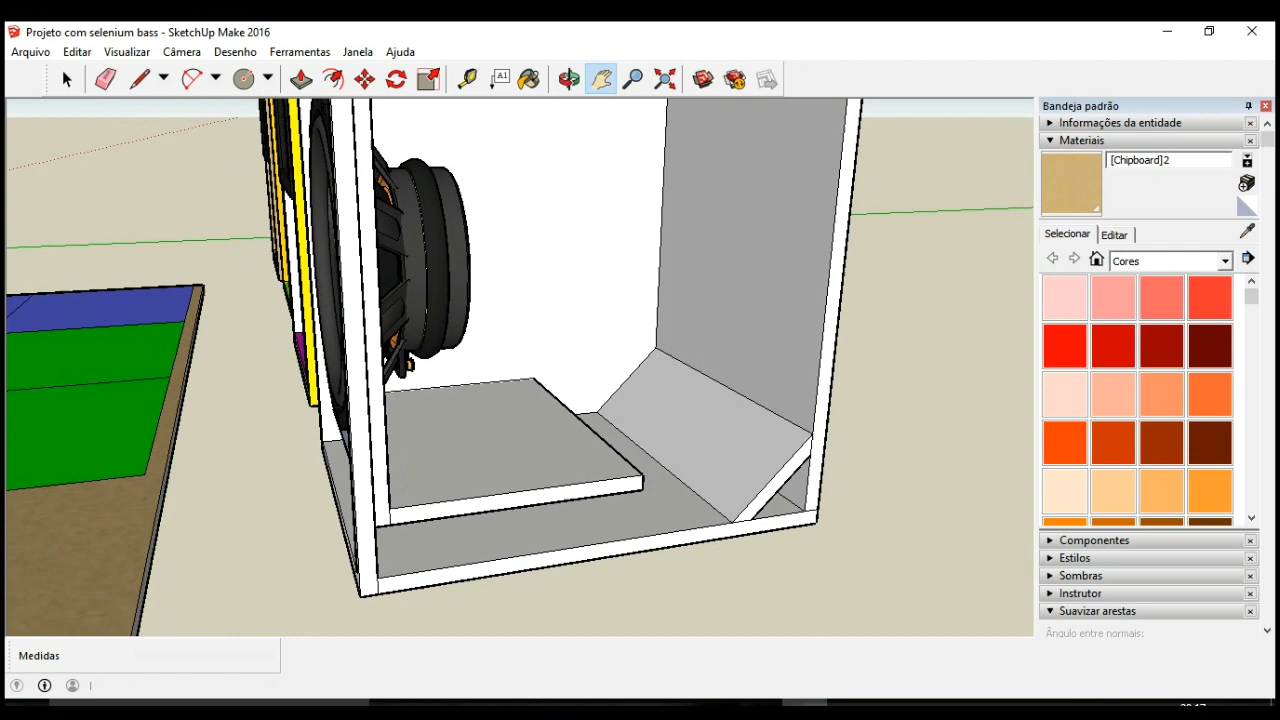 Projeto com selenium bass - SketchUp Make 2016
Arquivo Editar Visualizar Câmera Desenho Ferramentas Janela Ajuda
A1
Bandeja padrão
Informações da entidade
Materiais
[Chipboard]2
Selecionar Editar
Cores
Componentes
Estilos
Sombras
Instrutor
Suavizar arestas
Ângulo entre normais:
Medidas